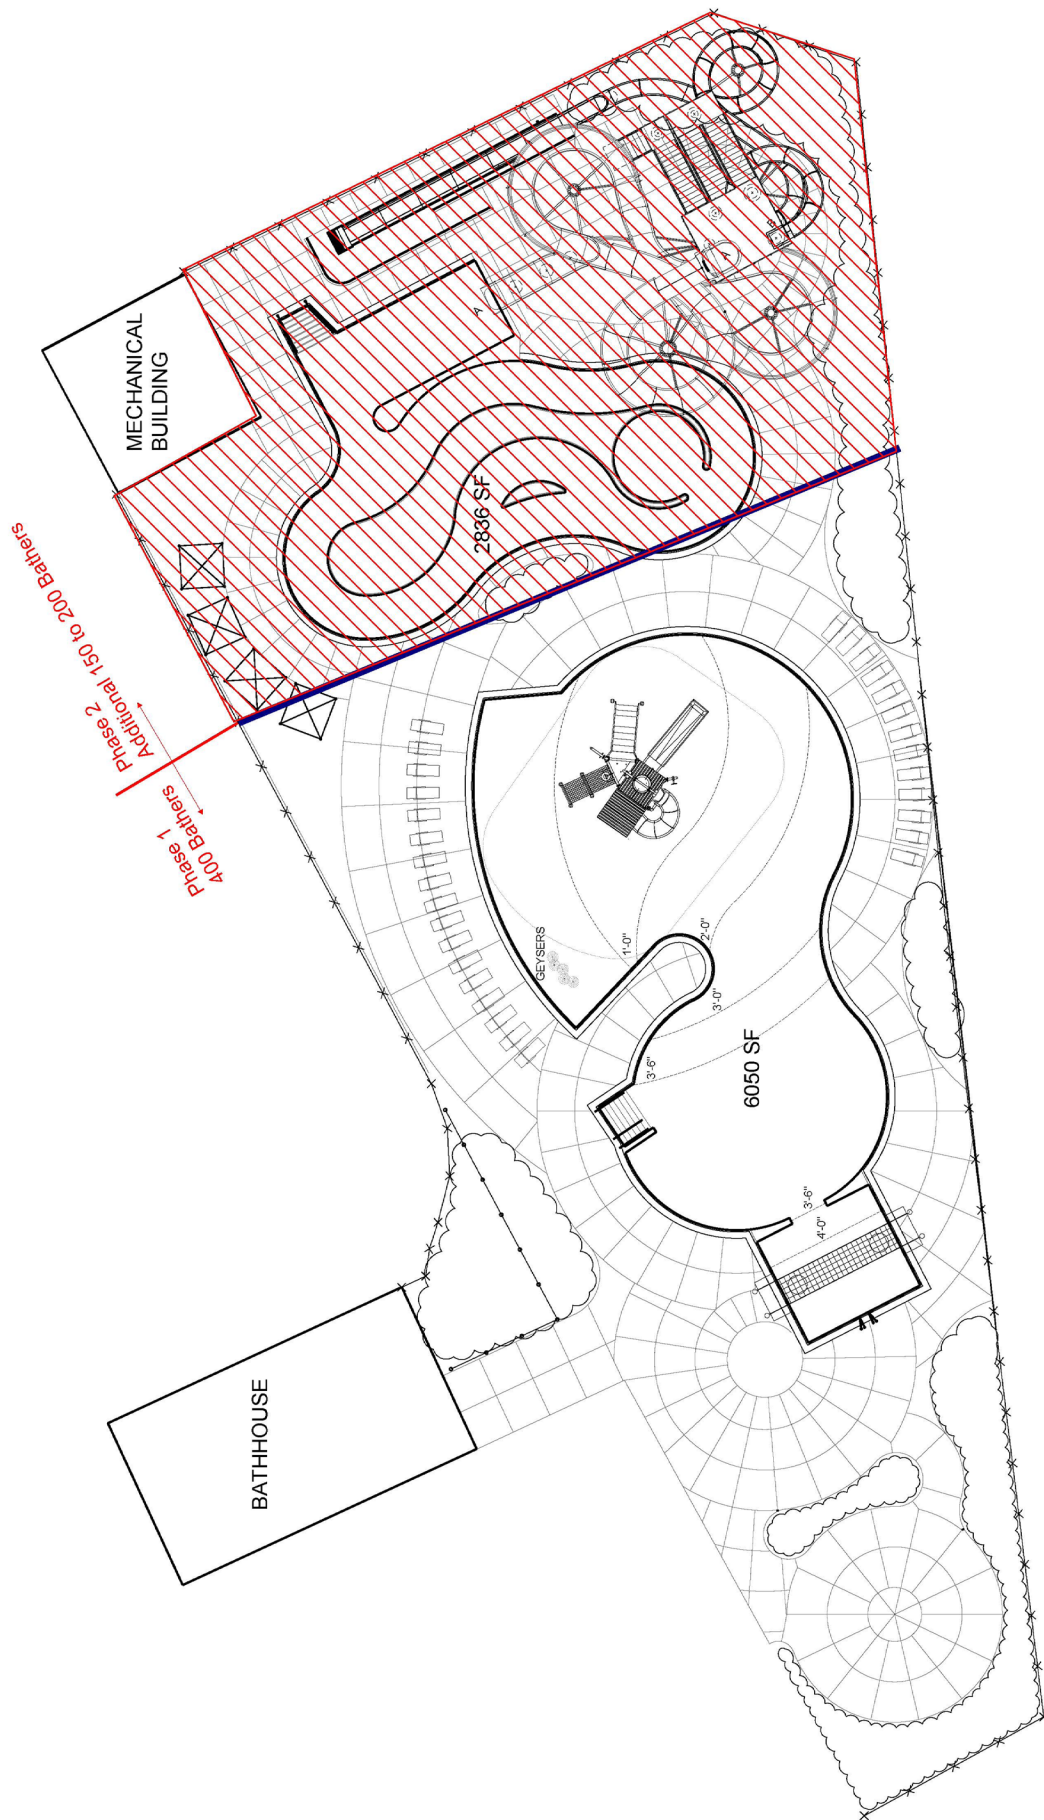 MECHANICAL
BUILDING
Phase 2
Additional 150 to 200 Bathers
Phase 1
400 Bathers
2836 SF
A
A
GEYSERS
1'-0"
2'-0"
3'-0"
3'-6"
6050 SF
3'-6"
4'-0"
BATHHOUSE